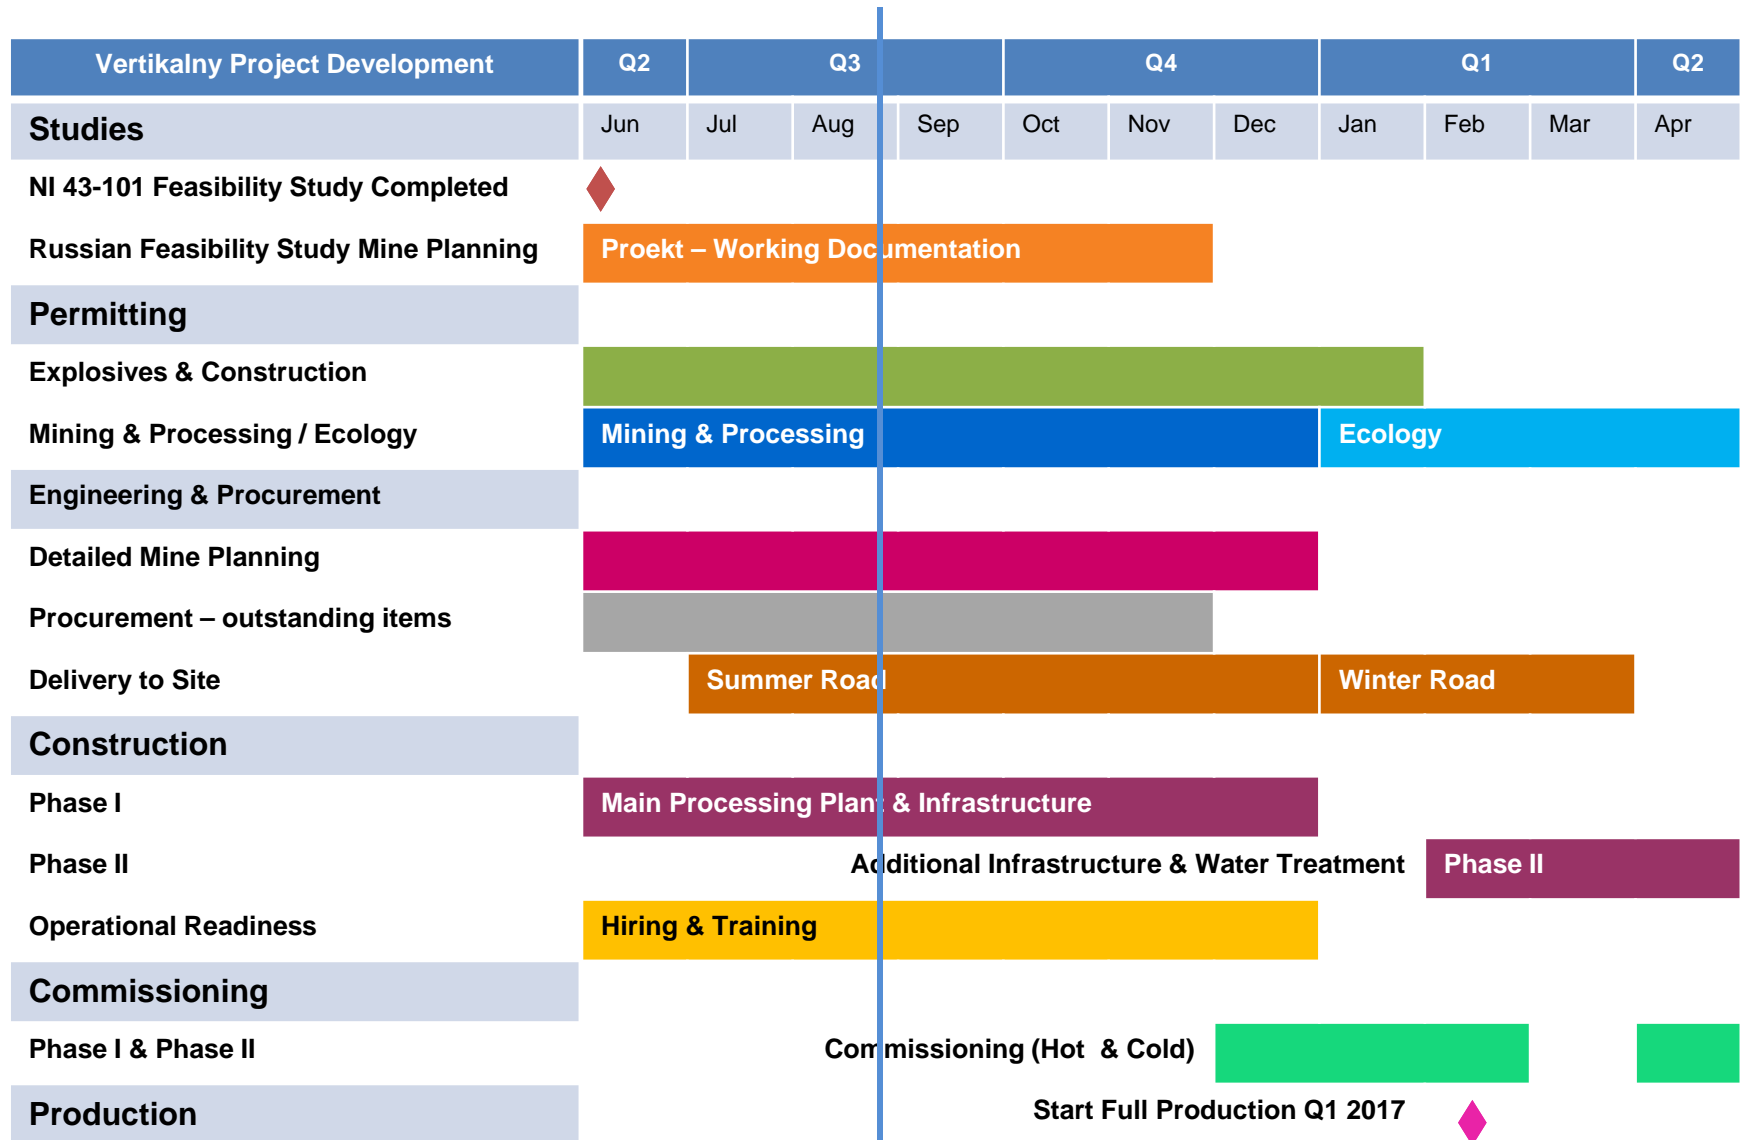 Vertikalny Project Development Q2 Q3 Q4 Q1 Q2
Studies Jun Jul Aug Sep Oct Nov Dec Jan Feb Mar Apr
NI 43-101 Feasibility Study Completed
Russian Feasibility Study Mine Planning Proekt – Working Documentation
Permitting
Explosives & Construction
Mining & Processing / Ecology Mining & Processing Ecology
Engineering & Procurement
Detailed Mine Planning
Procurement – outstanding items
Delivery to Site Summer Road Winter Road
Construction
Phase I Main Processing Plant & Infrastructure
Phase II Additional Infrastructure & Water Treatment Phase II
Operational Readiness Hiring & Training
Commissioning
Phase I & Phase II Commissioning (Hot & Cold)
Production Start Full Production Q1 2017